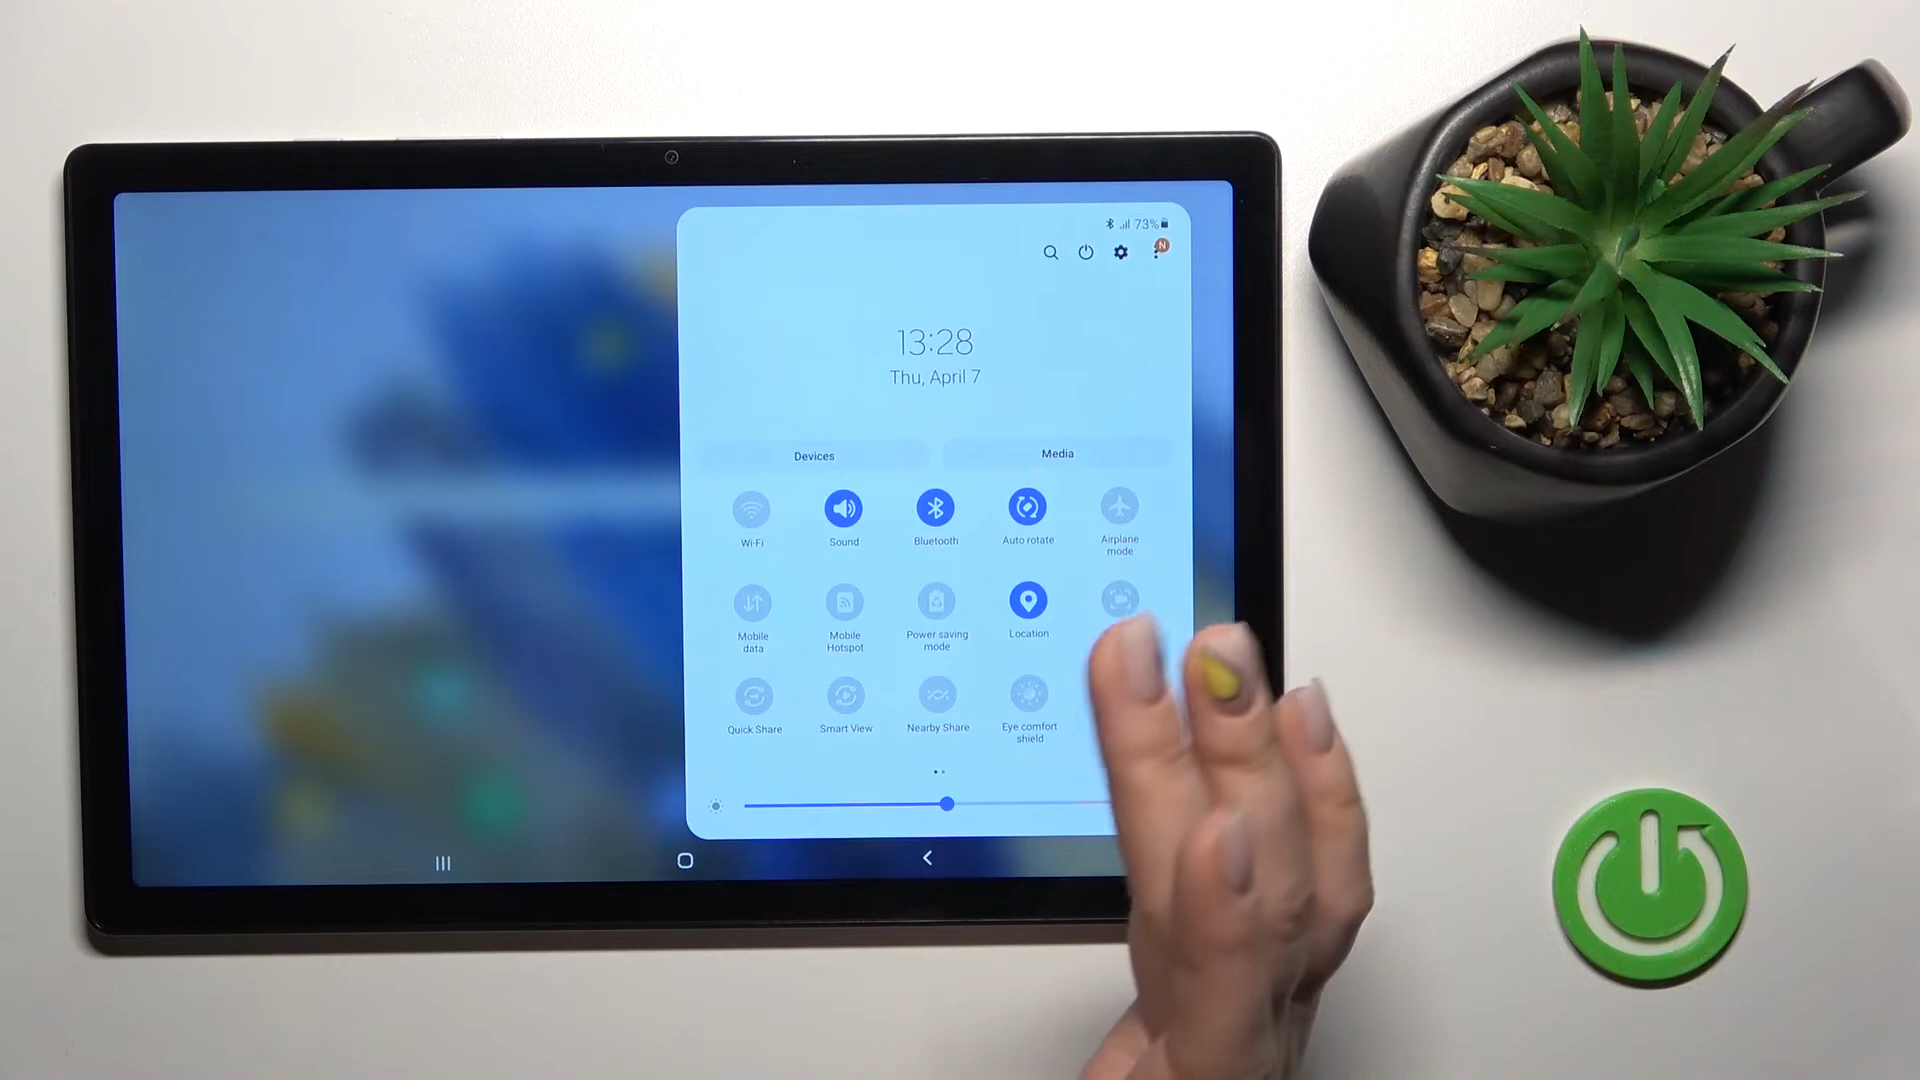 73%
N
13:28
Thu, April 7
Devices
Media
Wi-Fi
Sound
Bluetooth
Auto rotate
Airplane
mode
Mobile
data
Mobile
Hotspot
Power saving
mode
Location
Quick Share
Smart View
Nearby Share
Eye comfort
shield